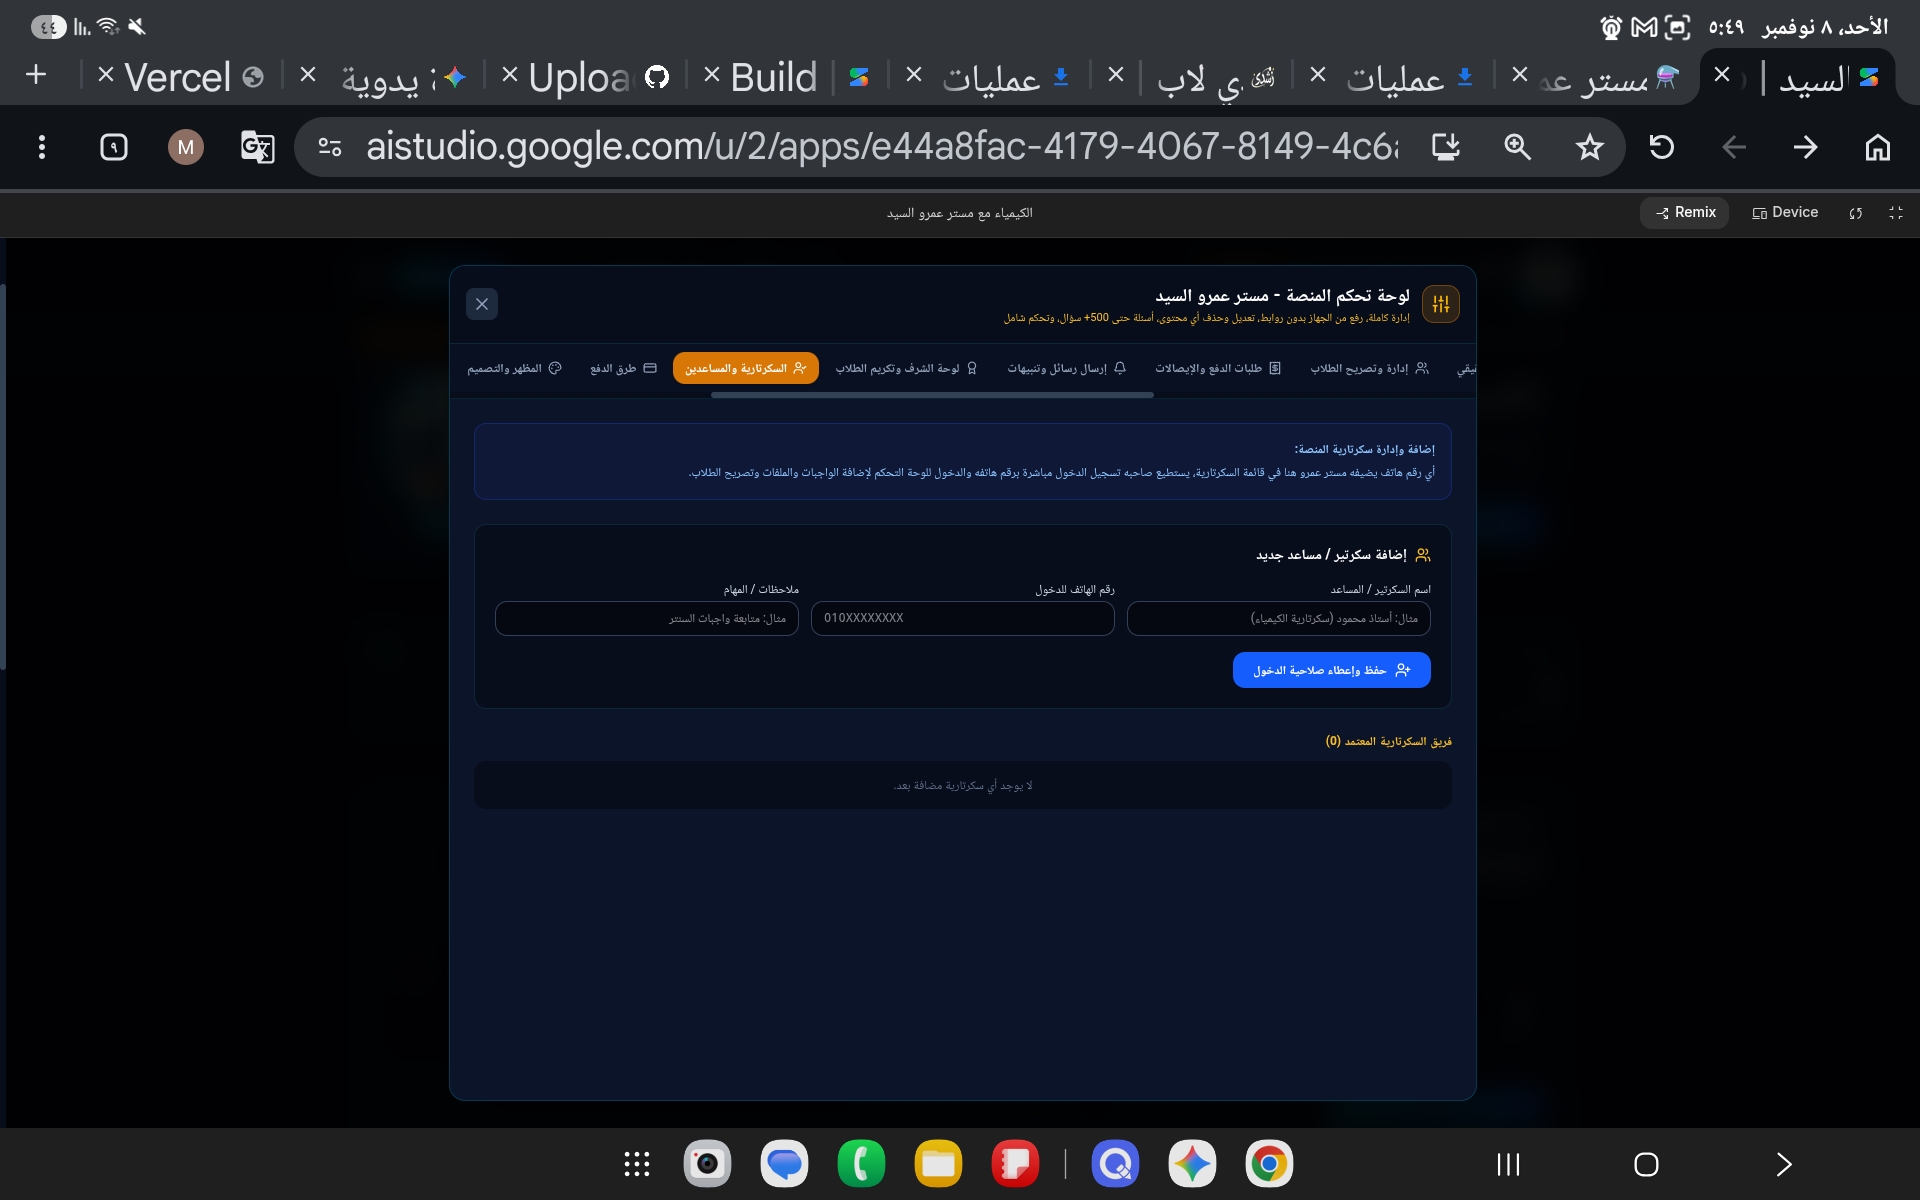 الأحد، ٨ نوفمبر ٥:٤٩
٤٤
السيد
مستر عم
عمليات
ي لاب
عمليات
Build
Uploa
يدوية
Vercel
aistudio.google.com/u/2/apps/e44a8fac-4179-4067-8149-4c6
٩
M
الكيمياء مع مستر عمرو السيد
Remix
Device
لوحة تحكم المنصة - مستر عمرو السيد
إدارة كاملة، رفع من الجهاز بدون روابط، تعديل وحذف أي محتوى، أسئلة حتى 500+ سؤال، وتحكم شامل
إدارة وتصريح الطلاب
طلبات الدفع والإيصالات
إرسال رسائل وتنبيهات
لوحة الشرف وتكريم الطلاب
السكرتارية والمساعدين
طرق الدفع
المظهر والتصميم
إضافة وإدارة سكرتارية المنصة:
أي رقم هاتف يضيفه مستر عمرو هنا في قائمة السكرتارية، يستطيع صاحبه تسجيل الدخول مباشرة برقم هاتفه والدخول للوحة التحكم لإضافة الواجبات والملفات وتصريح الطلاب.
إضافة سكرتير / مساعد جديد
اسم السكرتير / المساعد
رقم الهاتف للدخول
ملاحظات / المهام
مثال: أستاذ محمود (سكرتارية الكيمياء)
010XXXXXXXX
مثال: متابعة واجبات السنتر
حفظ وإعطاء صلاحية الدخول
فريق السكرتارية المعتمد (0)
لا يوجد أي سكرتارية مضافة بعد.